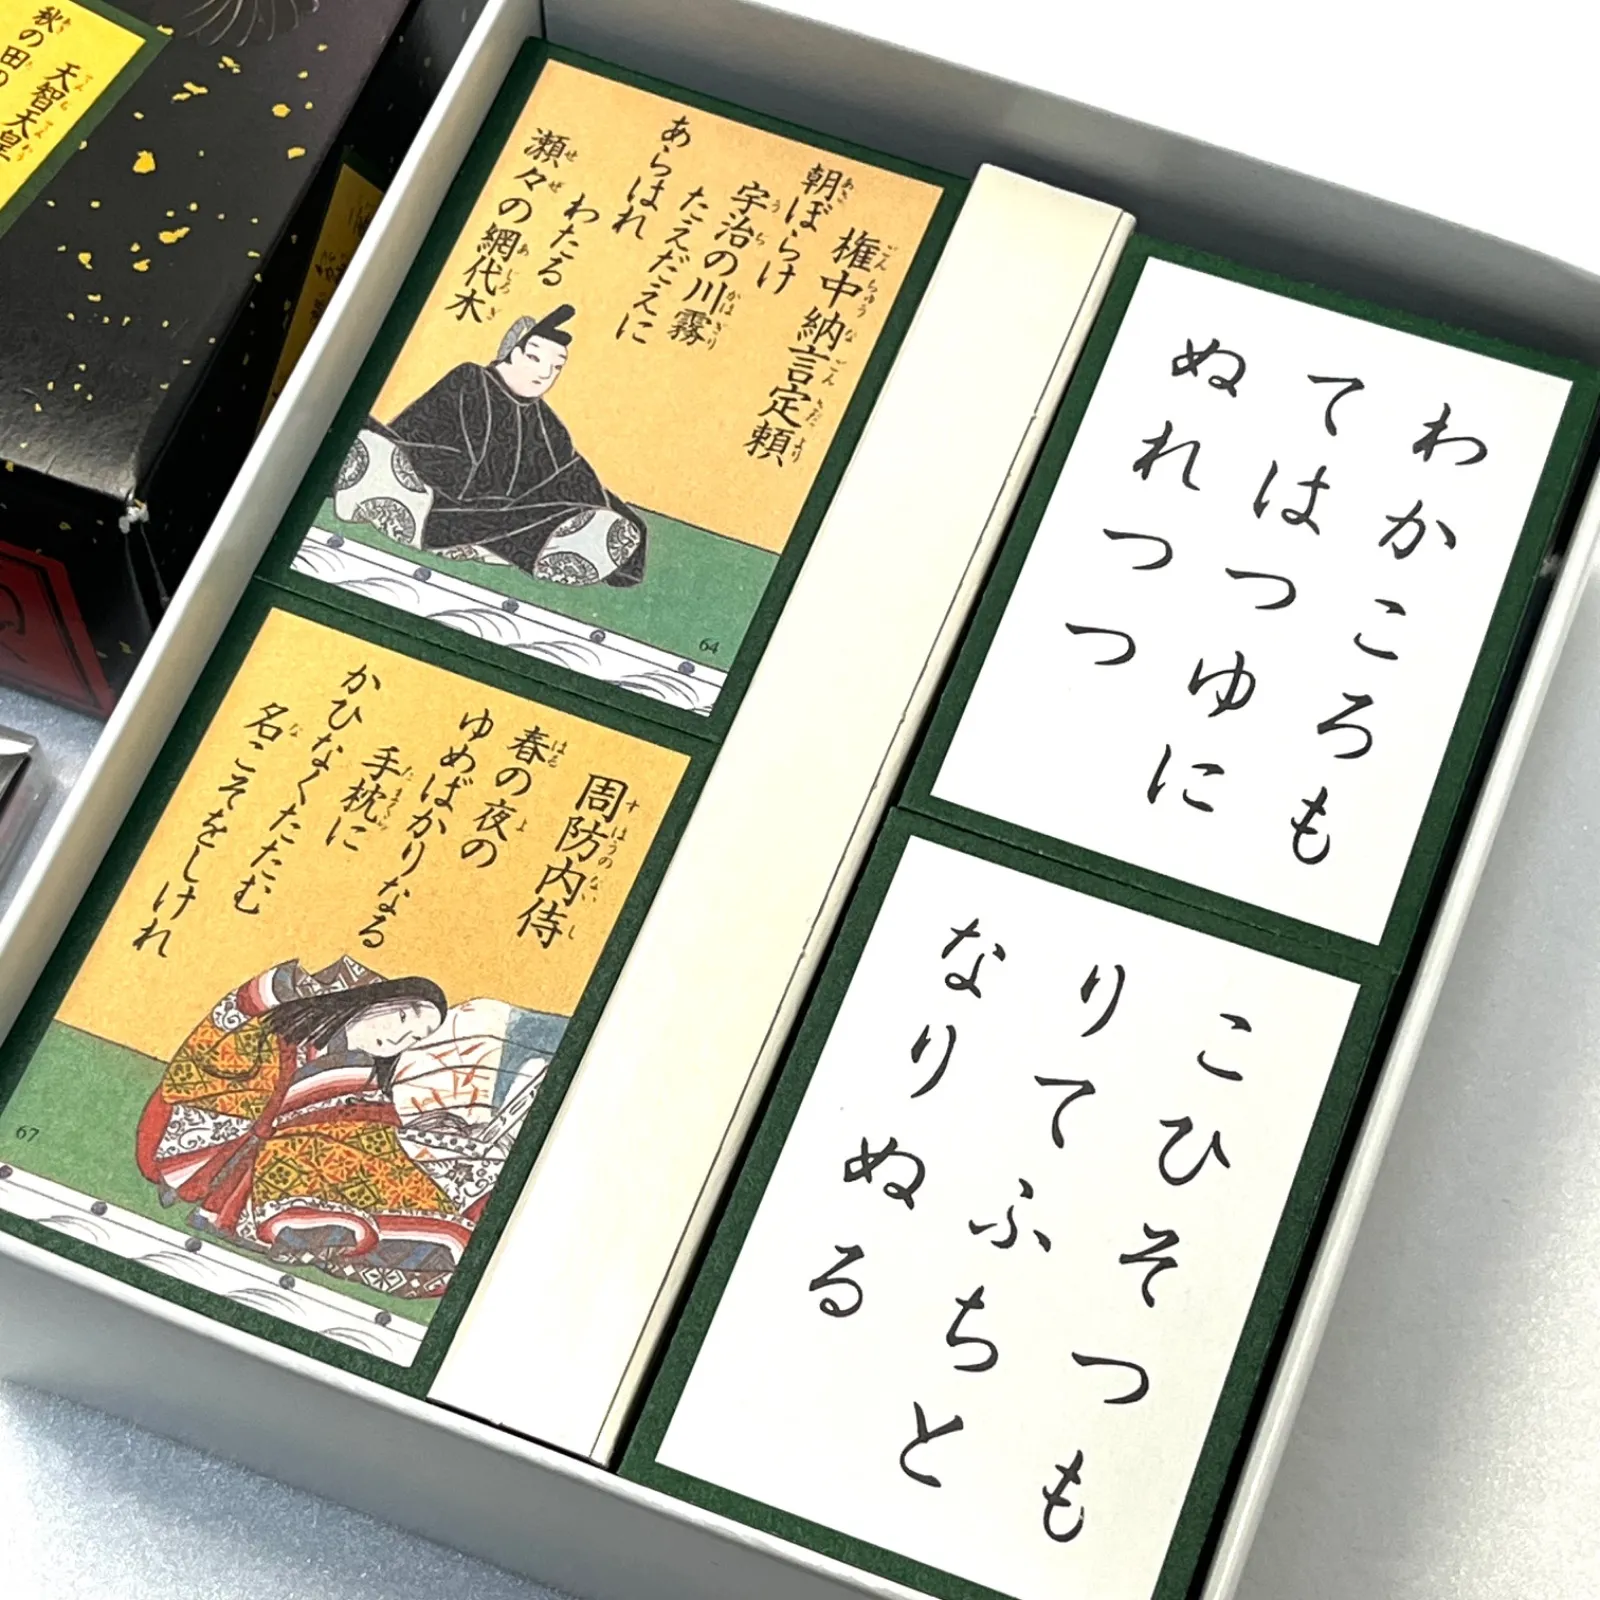 天智天皇
秋の田の
権中納言定頼
朝ぼらけ
宇治の川霧
たえだえに
あらはれ
わたる
瀬々の網代木
64
周防内侍
春の夜の
ゆめばかりなる
手枕に
かひなくたたむ
名こそをしけれ
67
わかころも
てはつゆに
ぬれつつ
こひそつも
りてふちと
なりぬる